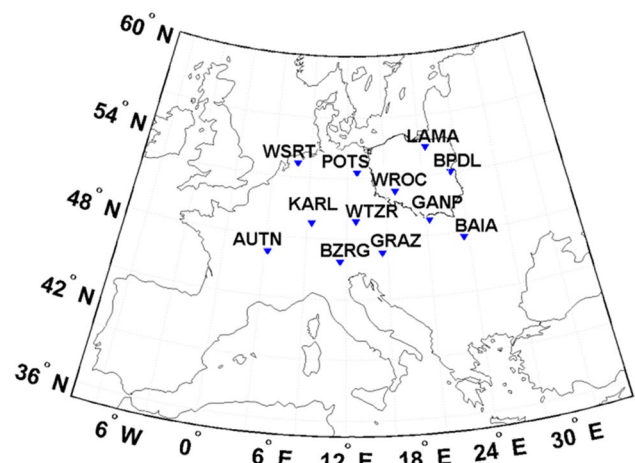 60° N
54° N
48° N
42° N
36° N
LAMA
WSRT
POTS
BPDL
WROC
KARL
WTZR
GANP
AUTN
BZRG
GRAZ
BAIA
6° W
0°
6° E
12° E
18° E
24° E
30° E